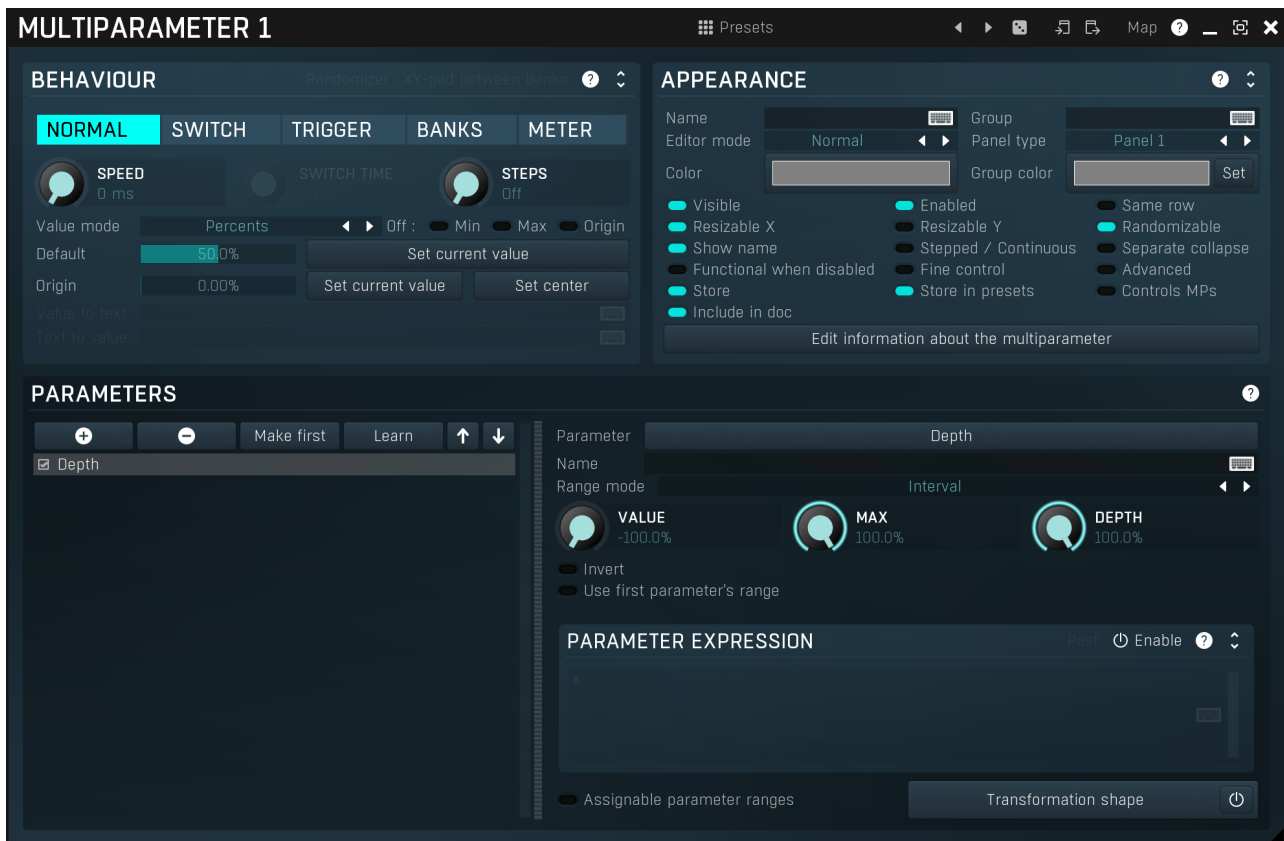 MULTIPARAMETER 1 Presets Map ?
BEHAVIOUR Randomizer XY-pad between banks ?
NORMAL SWITCH TRIGGER BANKS METER
SPEED
0 ms
SWITCH TIME
STEPS
Off
Value mode Percents Off : Min Max Origin
Default 50.0% Set current value
Origin 0.00% Set current value Set center
Value to text
Text to value
APPEARANCE ?
Name Group
Editor mode Normal Panel type Panel 1
Color Group color Set
Visible Enabled Same row
Resizable X Resizable Y Randomizable
Show name Stepped / Continuous Separate collapse
Functional when disabled Fine control Advanced
Store Store in presets Controls MPs
Include in doc
Edit information about the multiparameter
PARAMETERS ?
Make first Learn
Depth
Parameter Depth
Name
Range mode Interval
VALUE
-100.0%
MAX
100.0%
DEPTH
100.0%
Invert
Use first parameter's range
PARAMETER EXPRESSION Post Enable ?
X
Assignable parameter ranges Transformation shape